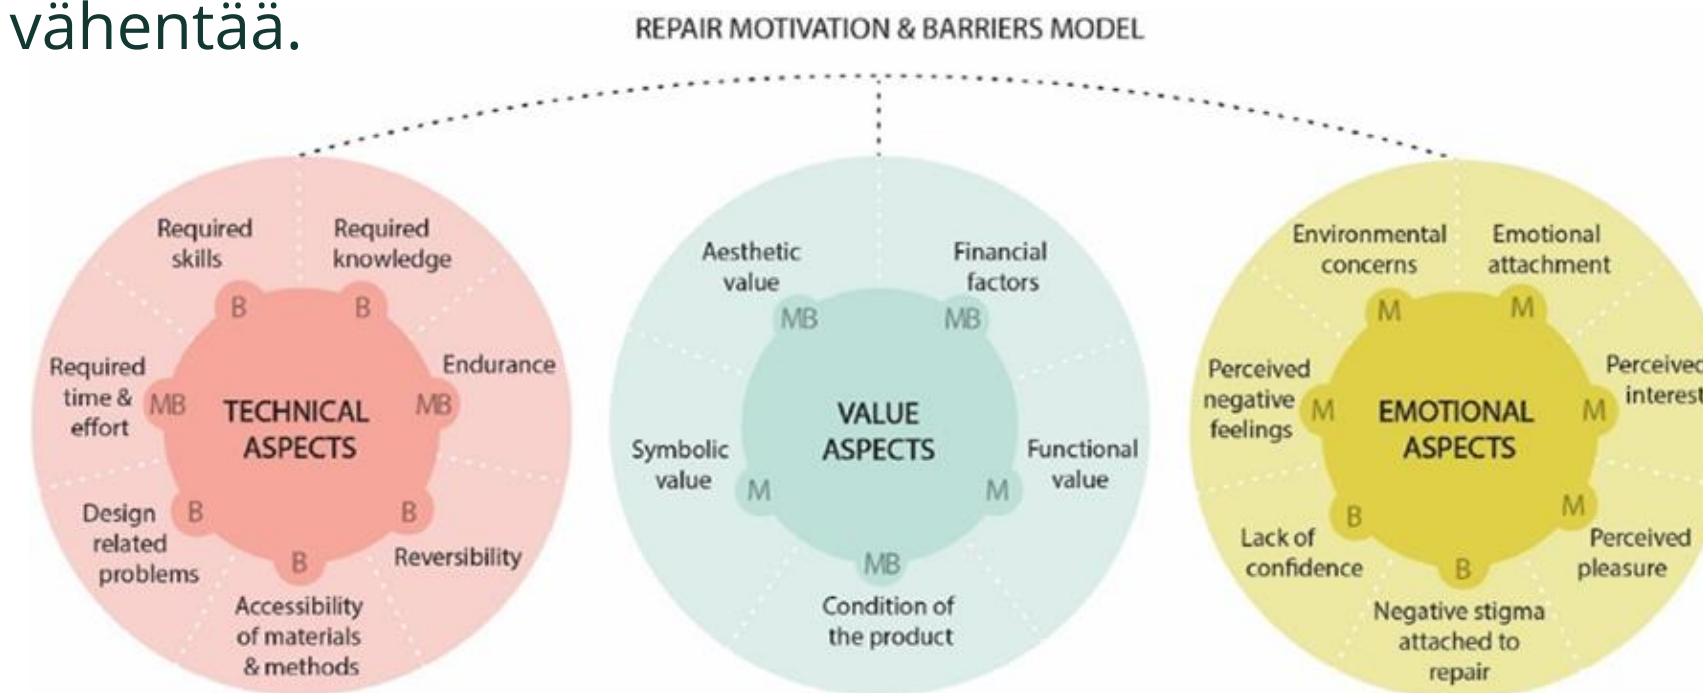 vähentää.
REPAIR MOTIVATION & BARRIERS MODEL
Required
skills
B
Required
knowledge
B
Endurance
MB
Reversibility
B
Accessibility
of materials
& methods
B
Design
related
problems
B
Required
time &
effort
MB
TECHNICAL
ASPECTS
Aesthetic
value
MB
Financial
factors
MB
Functional
value
M
Condition of
the product
MB
Symbolic
value
M
VALUE
ASPECTS
Environmental
concerns
M
Emotional
attachment
M
Perceived
interest
M
Perceived
pleasure
M
Negative stigma
attached to
repair
B
Lack of
confidence
B
Perceived
negative
feelings
M
EMOTIONAL
ASPECTS